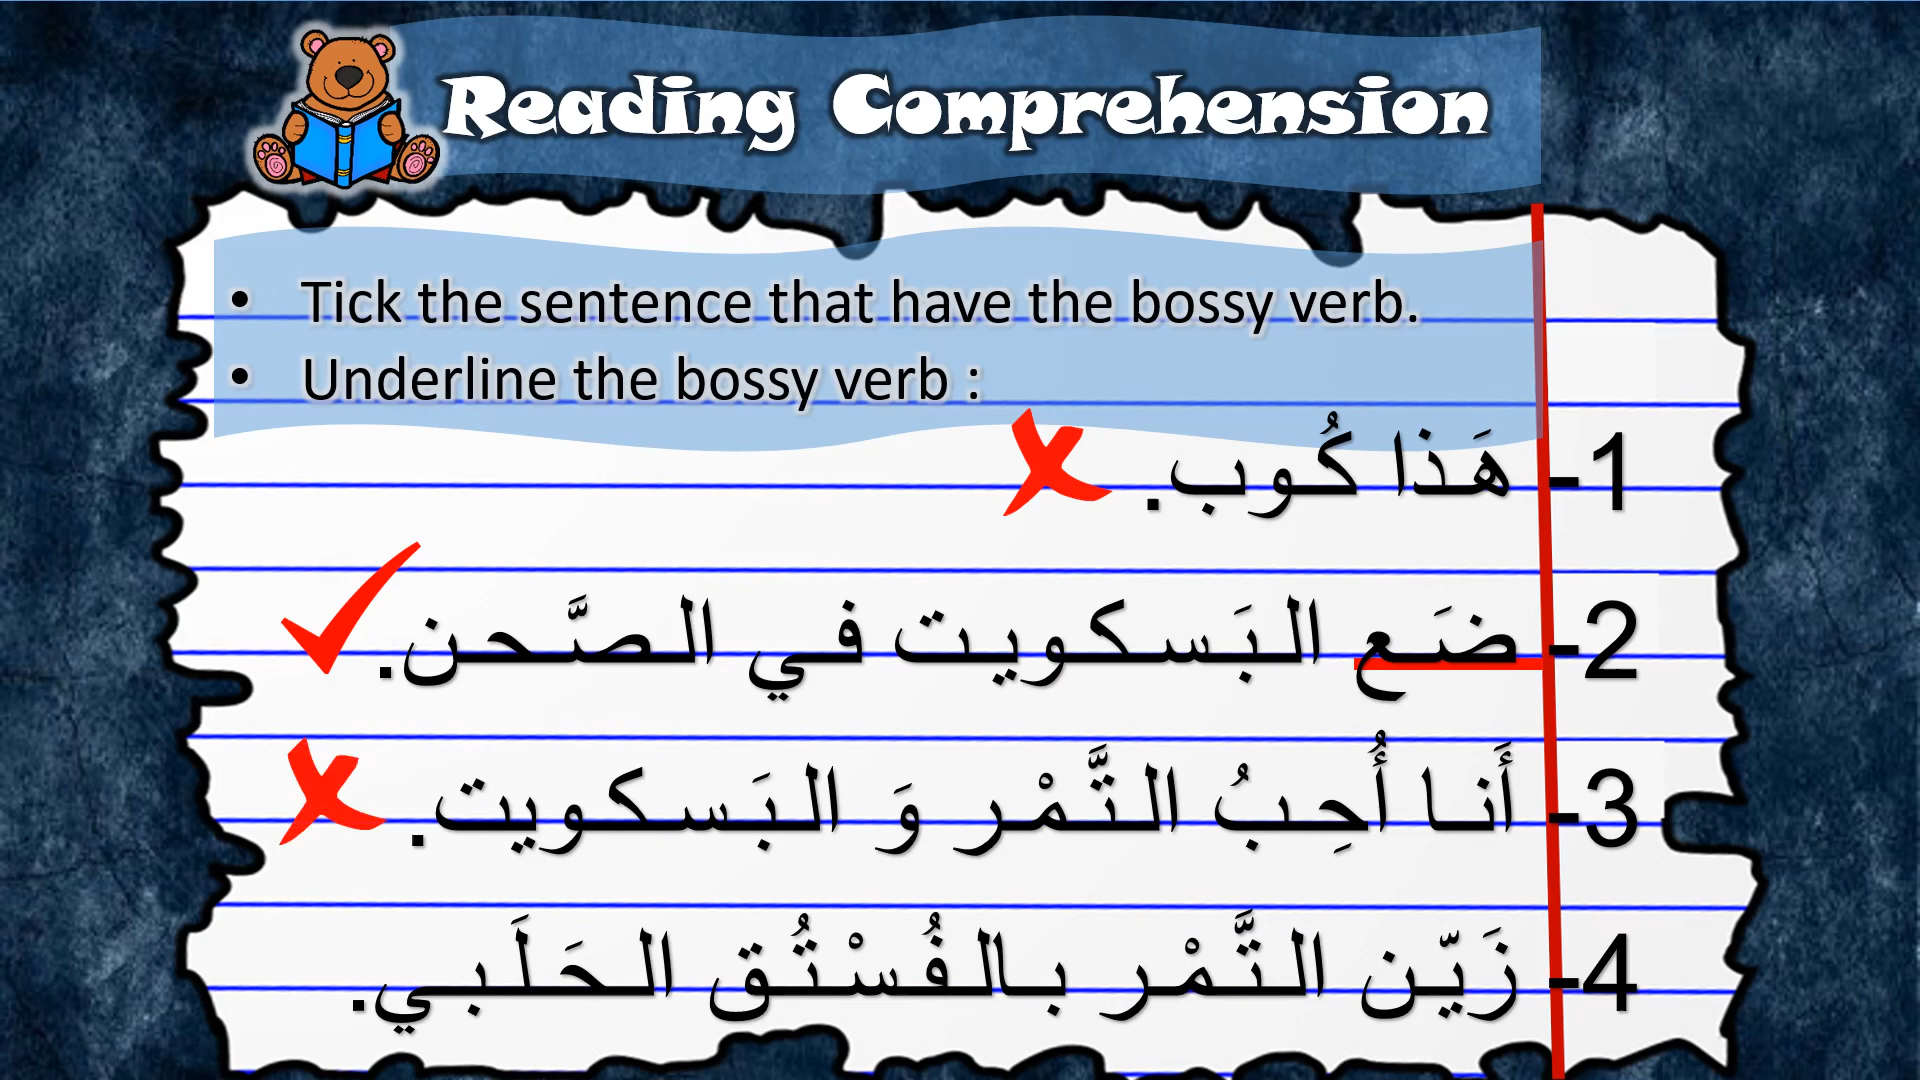 Reading Comprehension
• Tick the sentence that have the bossy verb.
• Underline the bossy verb :
1- هَذا كُوب.
2- ضَع البَسكويت في الصَّحن.
3- أَنا أُحِبُ التَّمْر وَ البَسكويت.
4- زَيّن التَّمْر بالفُسْتُق الحَلَبي.